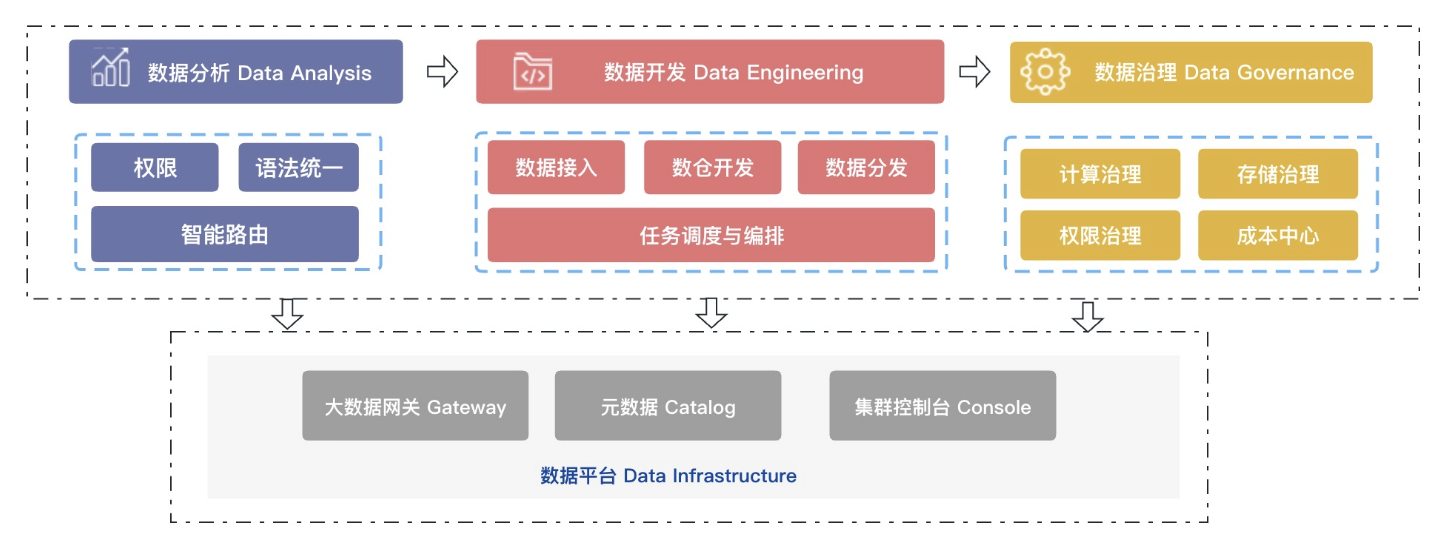 数据分析 Data Analysis
数据开发 Data Engineering
数据治理 Data Governance
权限
语法统一
智能路由
数据接入
数仓开发
数据分发
任务调度与编排
计算治理
存储治理
权限治理
成本中心
大数据网关 Gateway
元数据 Catalog
集群控制台 Console
数据平台 Data Infrastructure